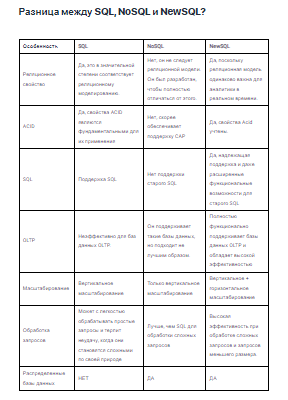 Разница между SQL, NoSQL и NewSQL?
Особенность SQL NoSQL NewSQL
Реляционное
свойство
Да, это в значительной
степени соответствует
реляционному
моделированию.
Нет, он не следует
реляционной модели.
Он был разработан,
чтобы полностью
отличаться от этого.
Да, поскольку
реляционная модель
одинаково важна для
аналитики в
реальном времени.
ACID
Да, свойства ACID
являются
фундаментальными для
их применения
Нет, скорее
обеспечивает
поддержку CAP
Да, свойства Acid
учтены.
SQL
Поддержка SQL
Нет поддержки
старого SQL
Да, надлежащая
поддержка и даже
расширенные
функциональные
возможности для
старого SQL
OLTP
Неэффективно для баз
данных OLTP.
Он поддерживает
такие базы данных,
но подходит не
лучшим образом.
Полностью
функционально
поддерживает базы
данных OLTP и
обладает высокой
эффективностью
Масштабирование
Вертикальное
масштабирование
Только вертикальное
масштабирование
Вертикальное +
горизонтальное
масштабирование
Обработка
запросов
Может с легкостью
обрабатывать простые
запросы и терпит
неудачу, когда они
становятся сложными
по своей природе
Лучше, чем SQL для
обработки сложных
запросов
Высокая
эффективность при
обработке сложных
запросов и запросов
меньшего размера.
Распределенные
базы данных
НЕТ
ДА
ДА